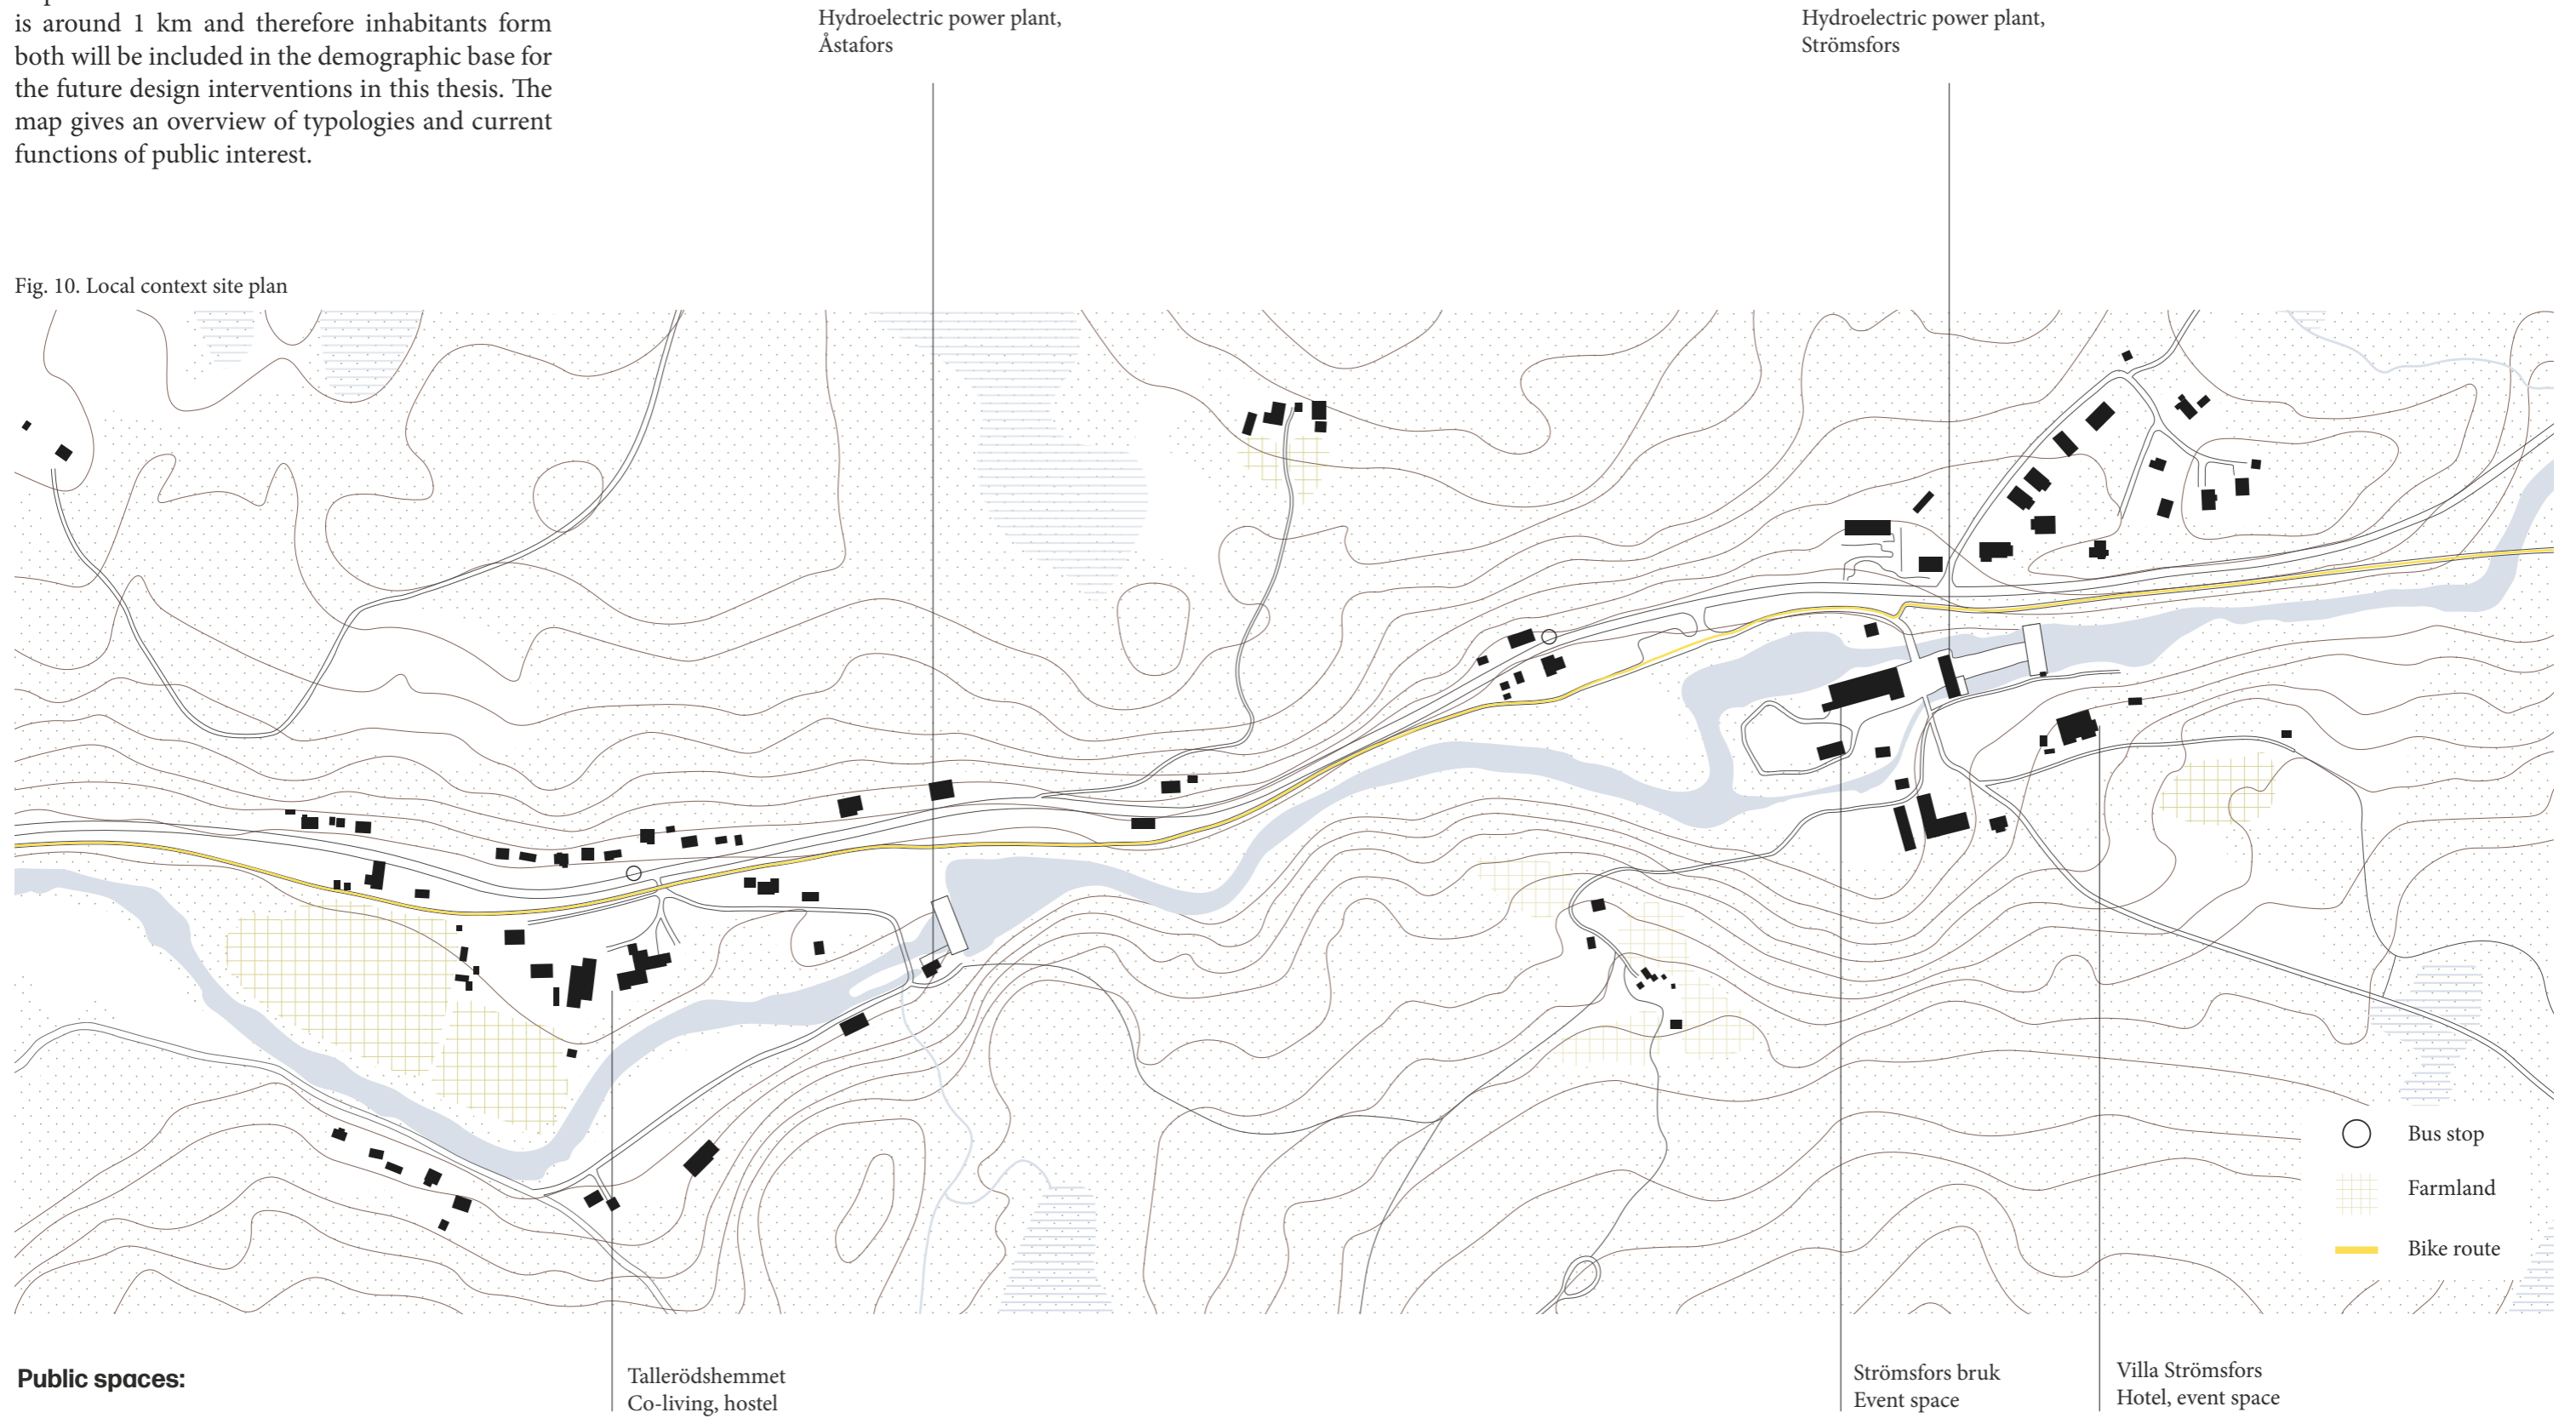 is around 1 km and therefore inhabitants form
both will be included in the demographic base for
the future design interventions in this thesis. The
map gives an overview of typologies and current
functions of public interest.
Hydroelectric power plant,
Åstafors
Hydroelectric power plant,
Strömsfors
Fig. 10. Local context site plan
Bus stop
Farmland
Bike route
Public spaces:
Tallerödshemmet
Co-living, hostel
Strömsfors bruk
Event space
Villa Strömsfors
Hotel, event space